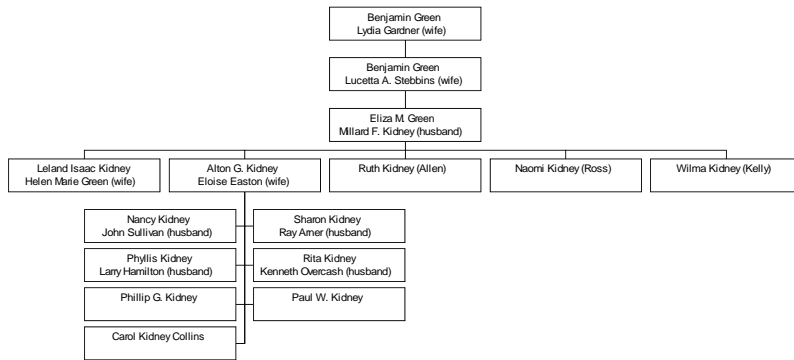 Benjamin Green
Lydia Gardner (wife)
Benjamin Green
Lucetta A. Stebbins (wife)
Eliza M. Green
Millard F. Kidney (husband)
Leland Isaac Kidney
Helen Marie Green (wife)
Alton G. Kidney
Eloise Easton (wife)
Ruth Kidney (Allen)
Naomi Kidney (Ross)
Wilma Kidney (Kelly)
Nancy Kidney
John Sullivan (husband)
Sharon Kidney
Ray Arner (husband)
Phyllis Kidney
Larry Hamilton (husband)
Rita Kidney
Kenneth Overcash (husband)
Phillip G. Kidney
Paul W. Kidney
Carol Kidney Collins